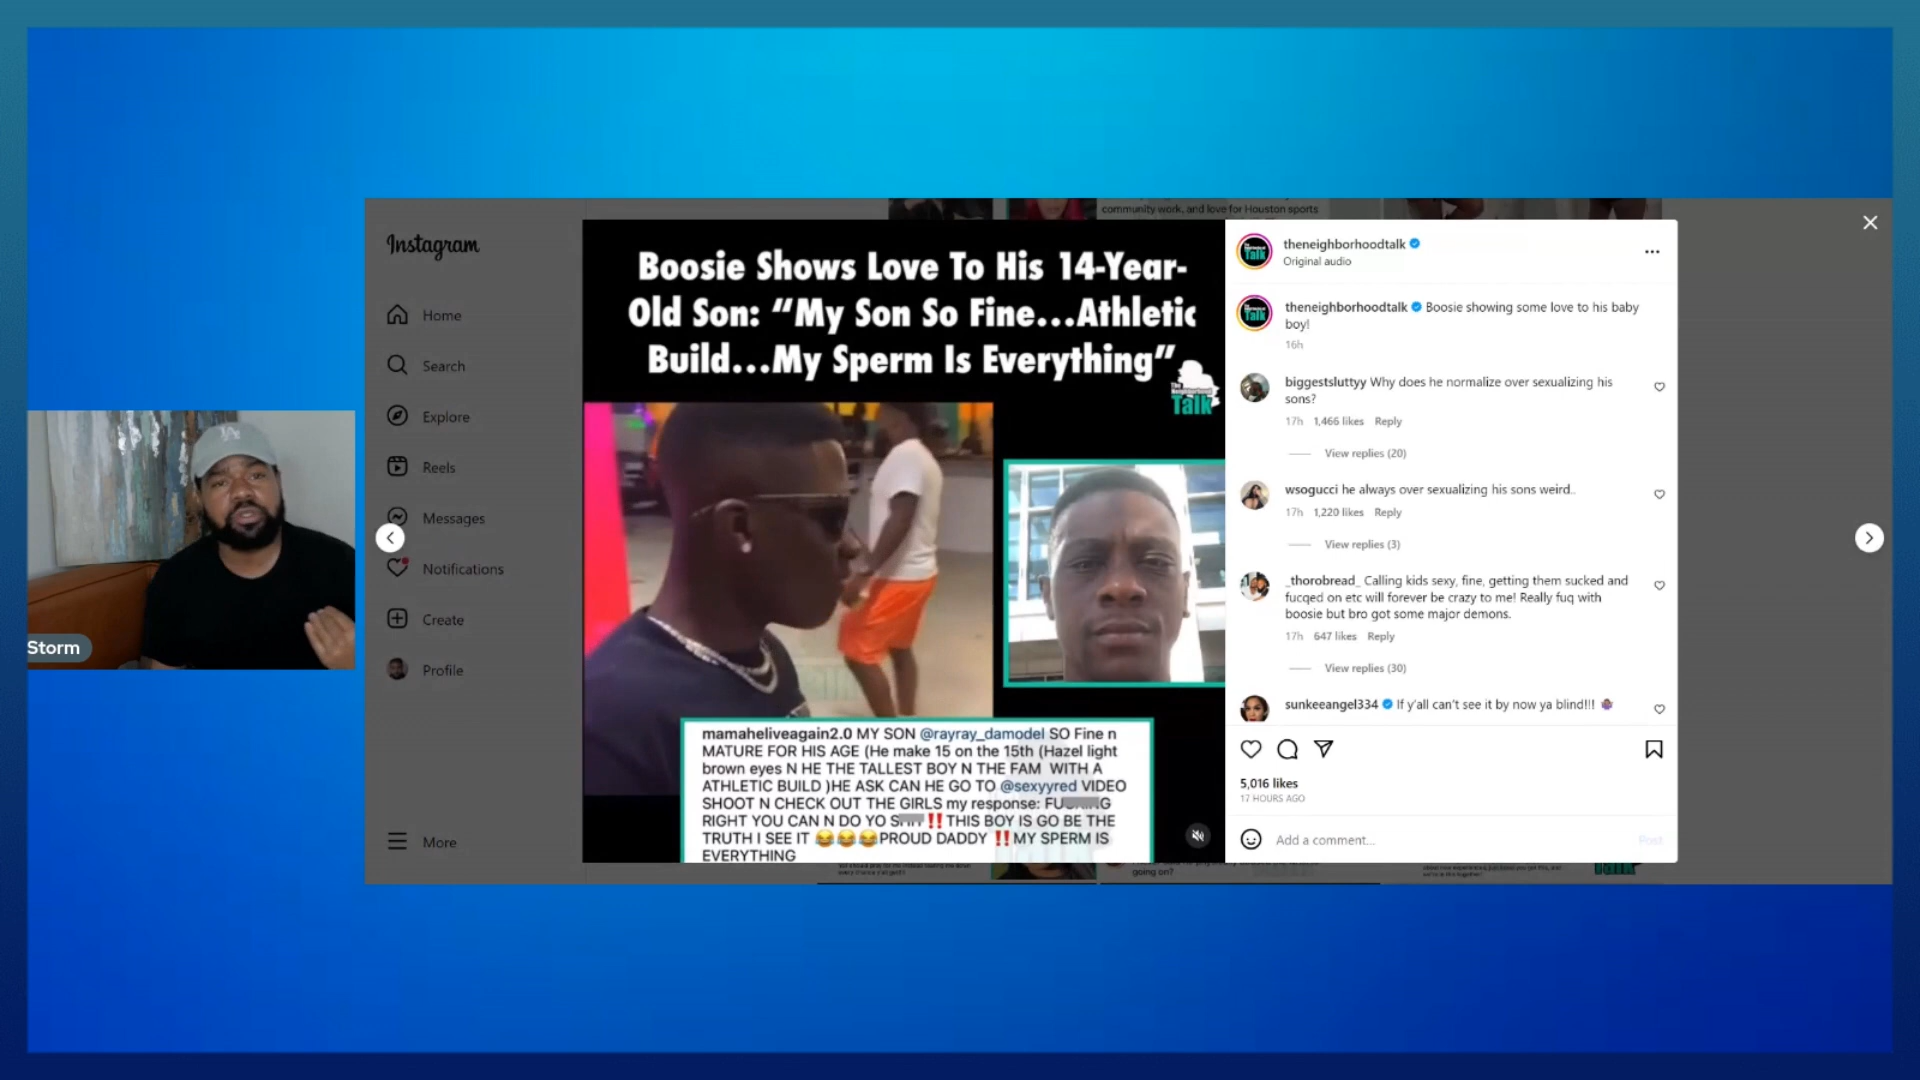 community work, and love for Houston sports
Instagram
Home
Search
Explore
Reels
Messages
Notifications
Create
Profile
More
Storm
LA
Boosie Shows Love To His 14-Year-
Old Son: “My Son So Fine...Athletic
Build...My Sperm Is Everything”
The
Neighborhood
Talk
mamaheliveagain2.0 MY SON @rayray_damodel SO Fine n
MATURE FOR HIS AGE (He make 15 on the 15th (Hazel light
brown eyes N HE THE TALLEST BOY N THE FAM WITH A
ATHLETIC BUILD )HE ASK CAN HE GO TO @sexyyred VIDEO
SHOOT N CHECK OUT THE GIRLS my response: FU G
RIGHT YOU CAN N DO YO S ‼️ THIS BOY IS GO BE THE
TRUTH I SEE IT 😂😂😂PROUD DADDY ‼️MY SPERM IS
EVERYTHING
theneighborhoodtalk
Original audio
···
theneighborhoodtalk Boosie showing some love to his baby
boy!
16h
biggestsluttyy Why does he normalize over sexualizing his
sons?
17h 1,466 likes Reply
View replies (20)
wsogucci he always over sexualizing his sons weird..
17h 1,220 likes Reply
View replies (3)
_thorobread_ Calling kids sexy, fine, getting them sucked and
fucqed on etc will forever be crazy to me! Really fuq with
boosie but bro got some major demons.
17h 647 likes Reply
View replies (30)
sunkeeangel334 If y'all can't see it by now ya blind!!!
5,016 likes
17 HOURS AGO
Add a comment...
Post
going on?
Talk